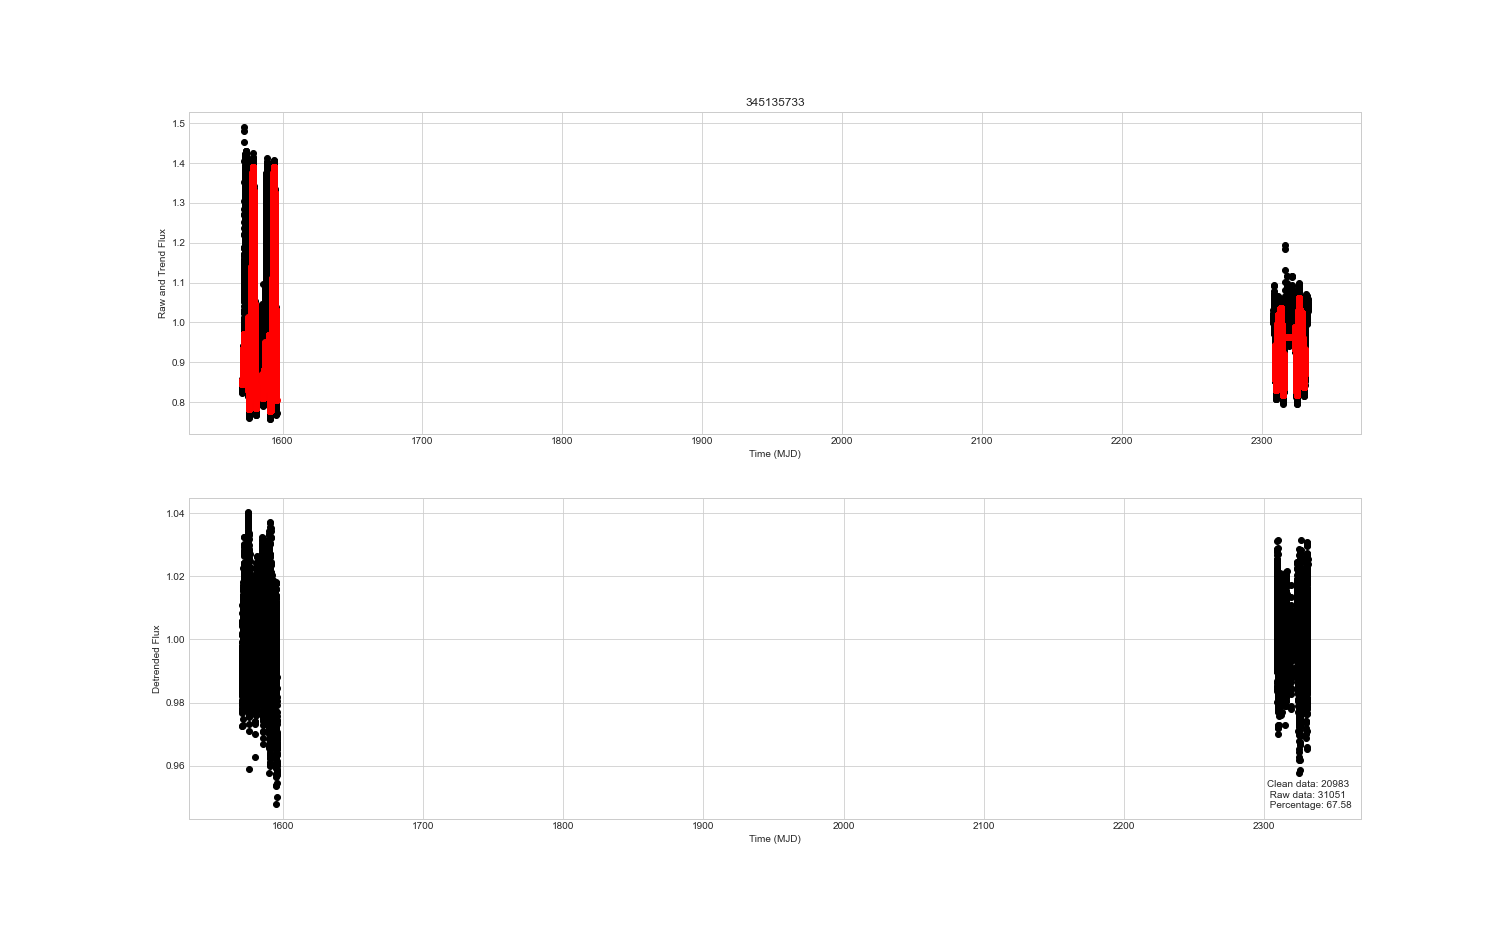 345135733
1.5
1.4
1.3
1.2
1.1
1.0
0.9
0.8
Raw and Trend Flux
1600 1700 1800 1900 2000 2100 2200 2300
Time (MJD)
1.04
1.02
1.00
0.98
0.96
Detrended Flux
Clean data: 20983
Raw data: 31051
Percentage: 67.58
1600 1700 1800 1900 2000 2100 2200 2300
Time (MJD)